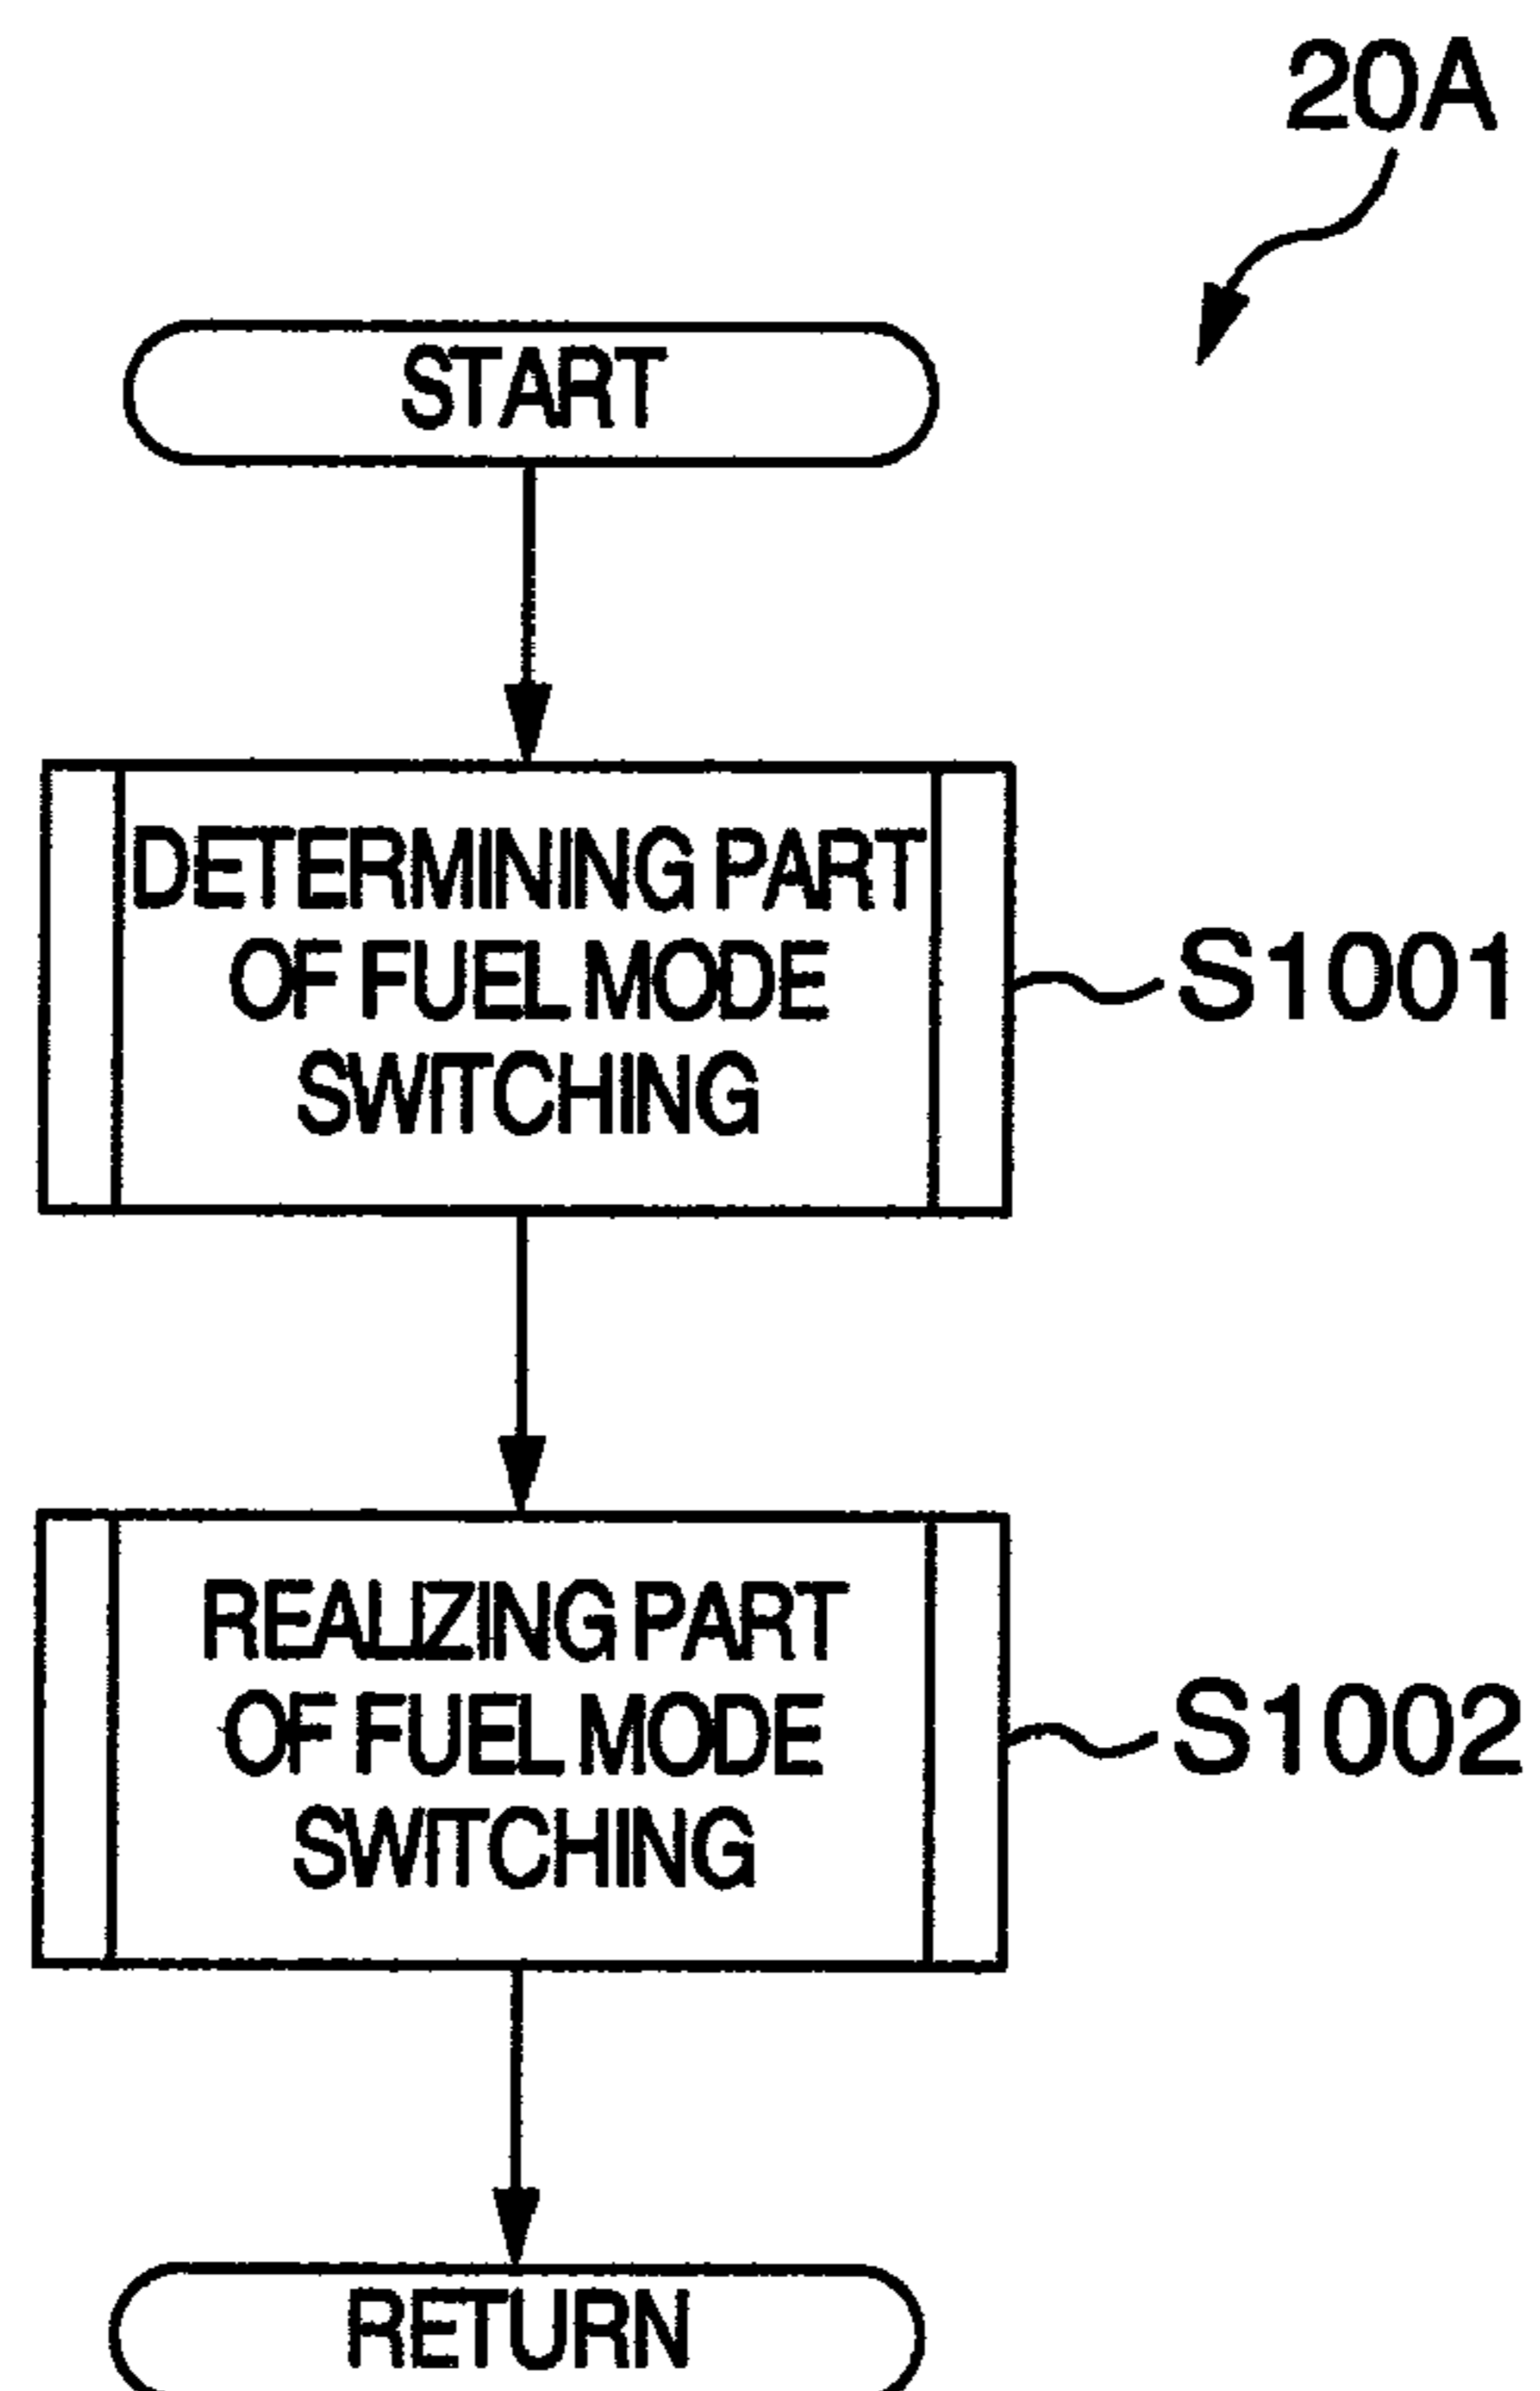 20A
START
DETERMINING PART
OF FUEL MODE
SWITCHING
S1001
REALIZING PART
OF FUEL MODE
SWITCHING
S1002
RETURN